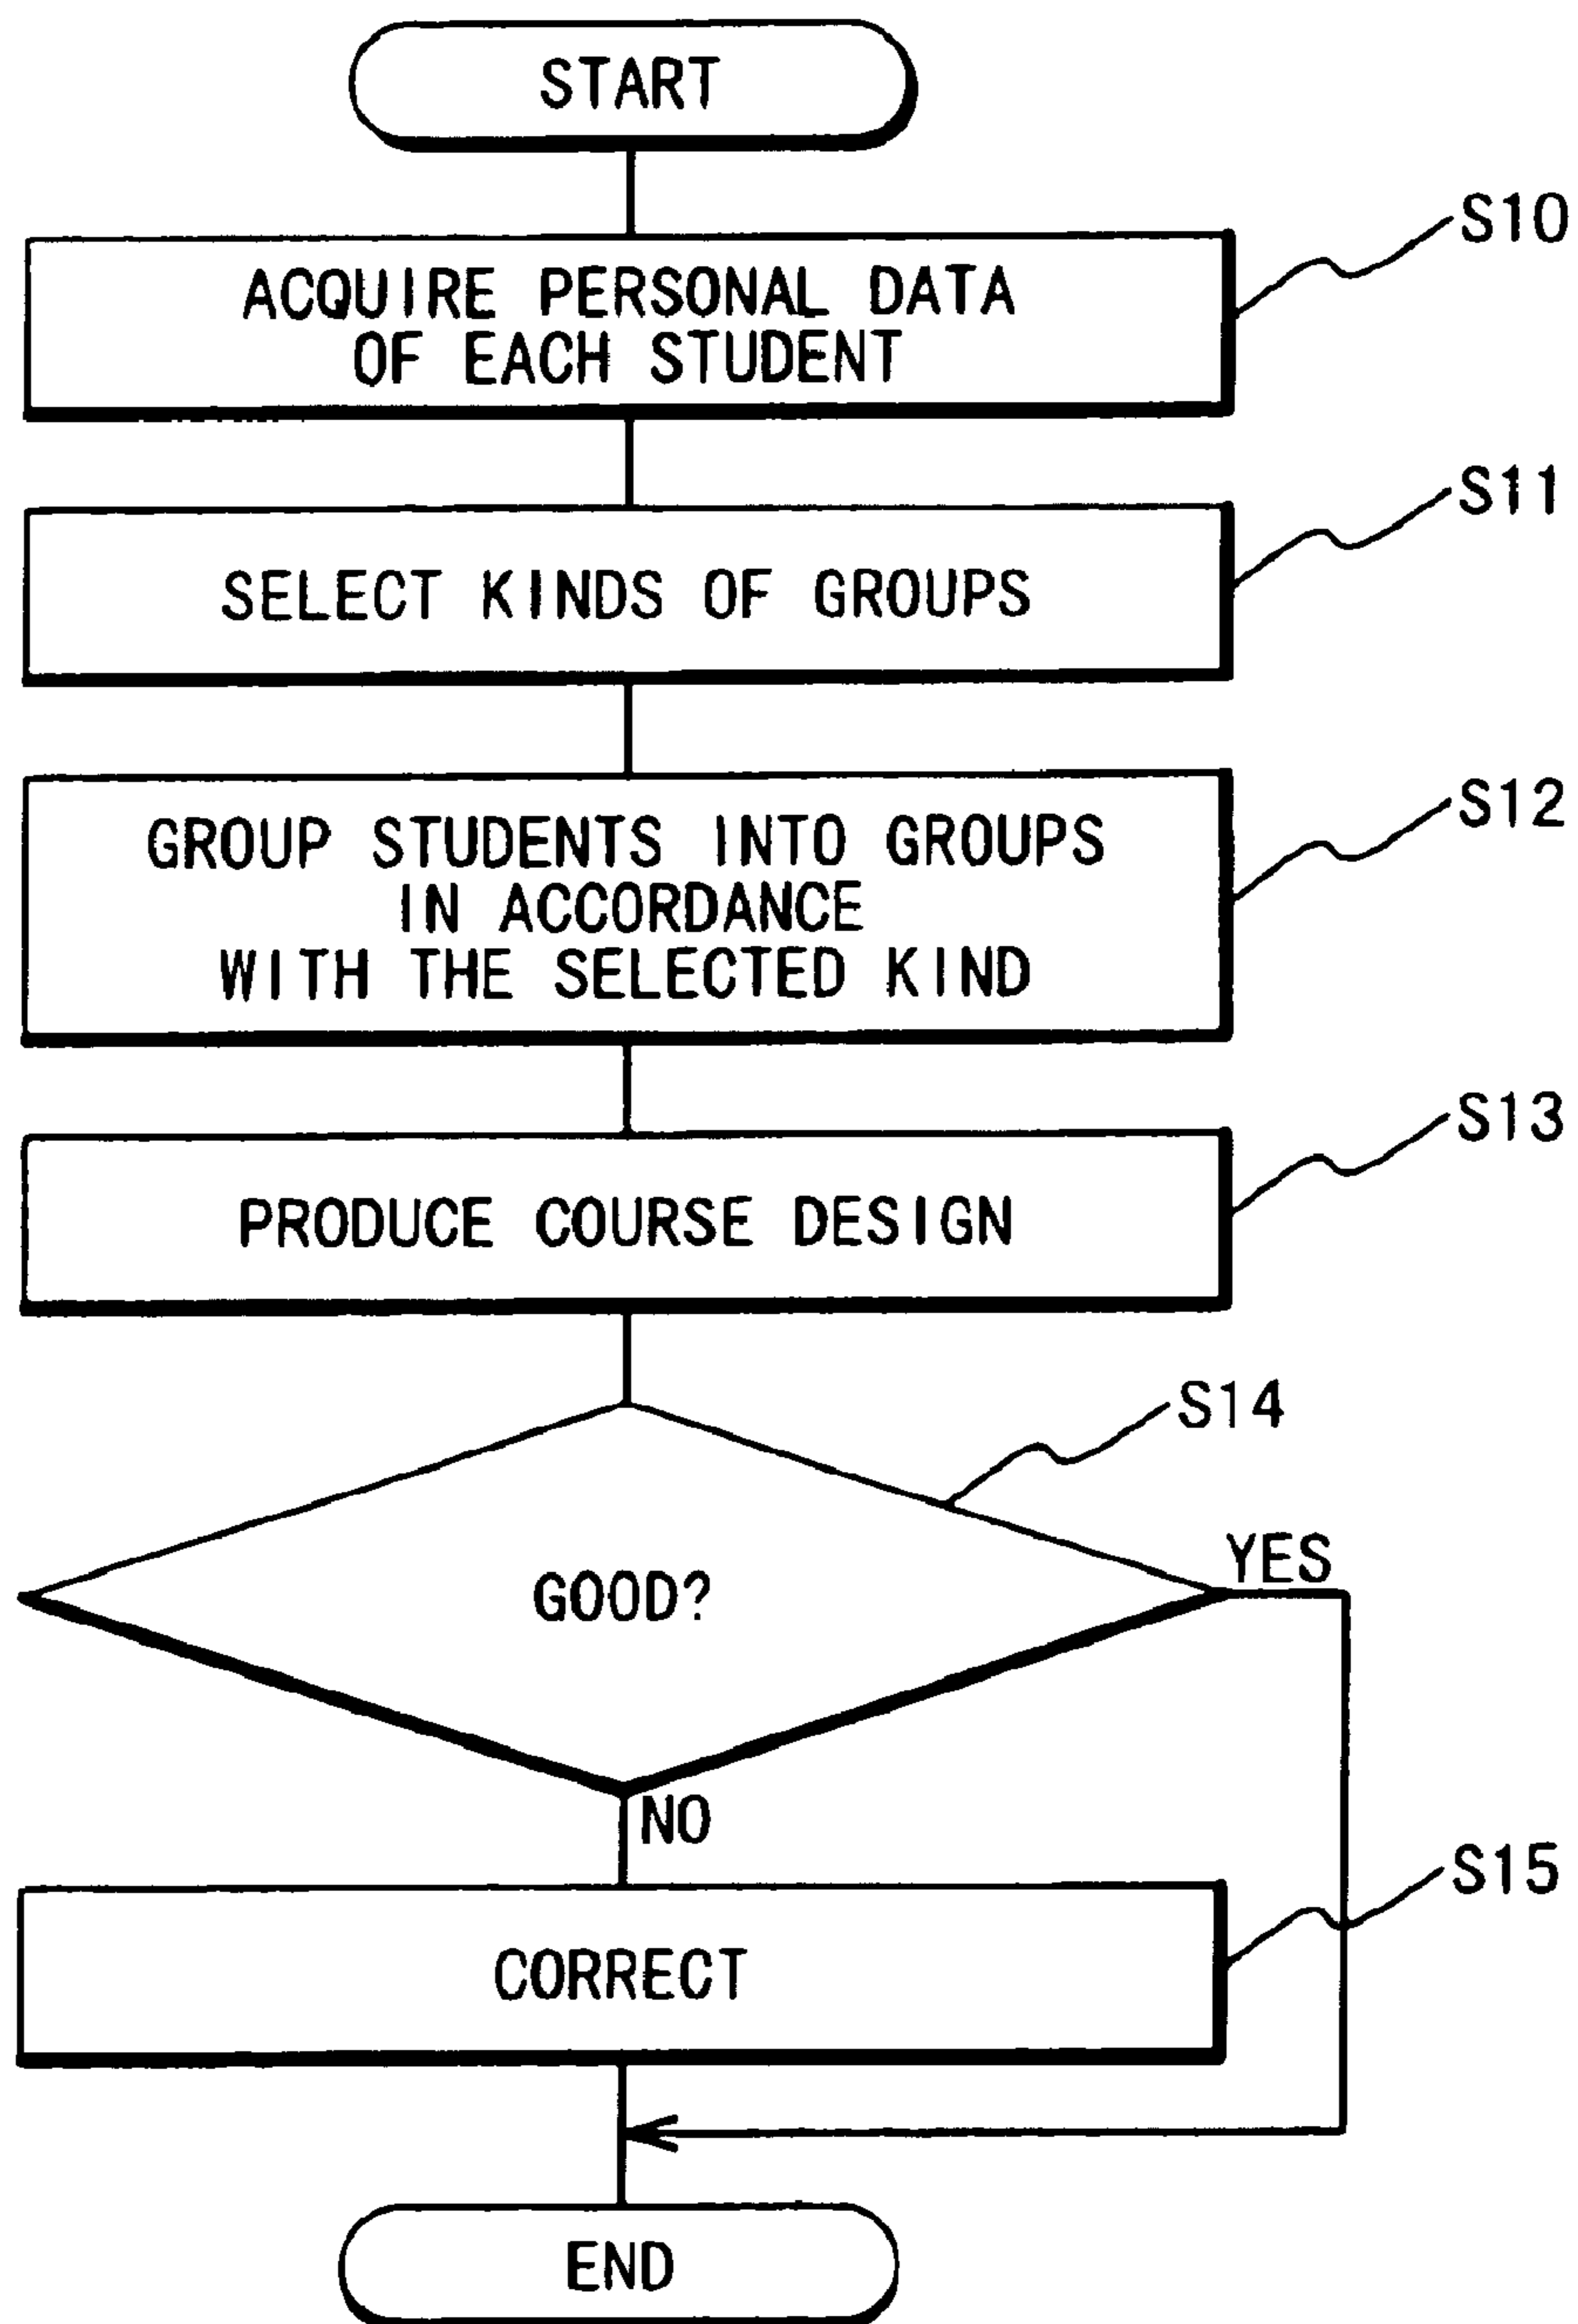 START
S10
ACQUIRE PERSONAL DATA
OF EACH STUDENT
S11
SELECT KINDS OF GROUPS
S12
GROUP STUDENTS INTO GROUPS
IN ACCORDANCE
WITH THE SELECTED KIND
S13
PRODUCE COURSE DESIGN
S14
YES
GOOD?
NO
S15
CORRECT
END